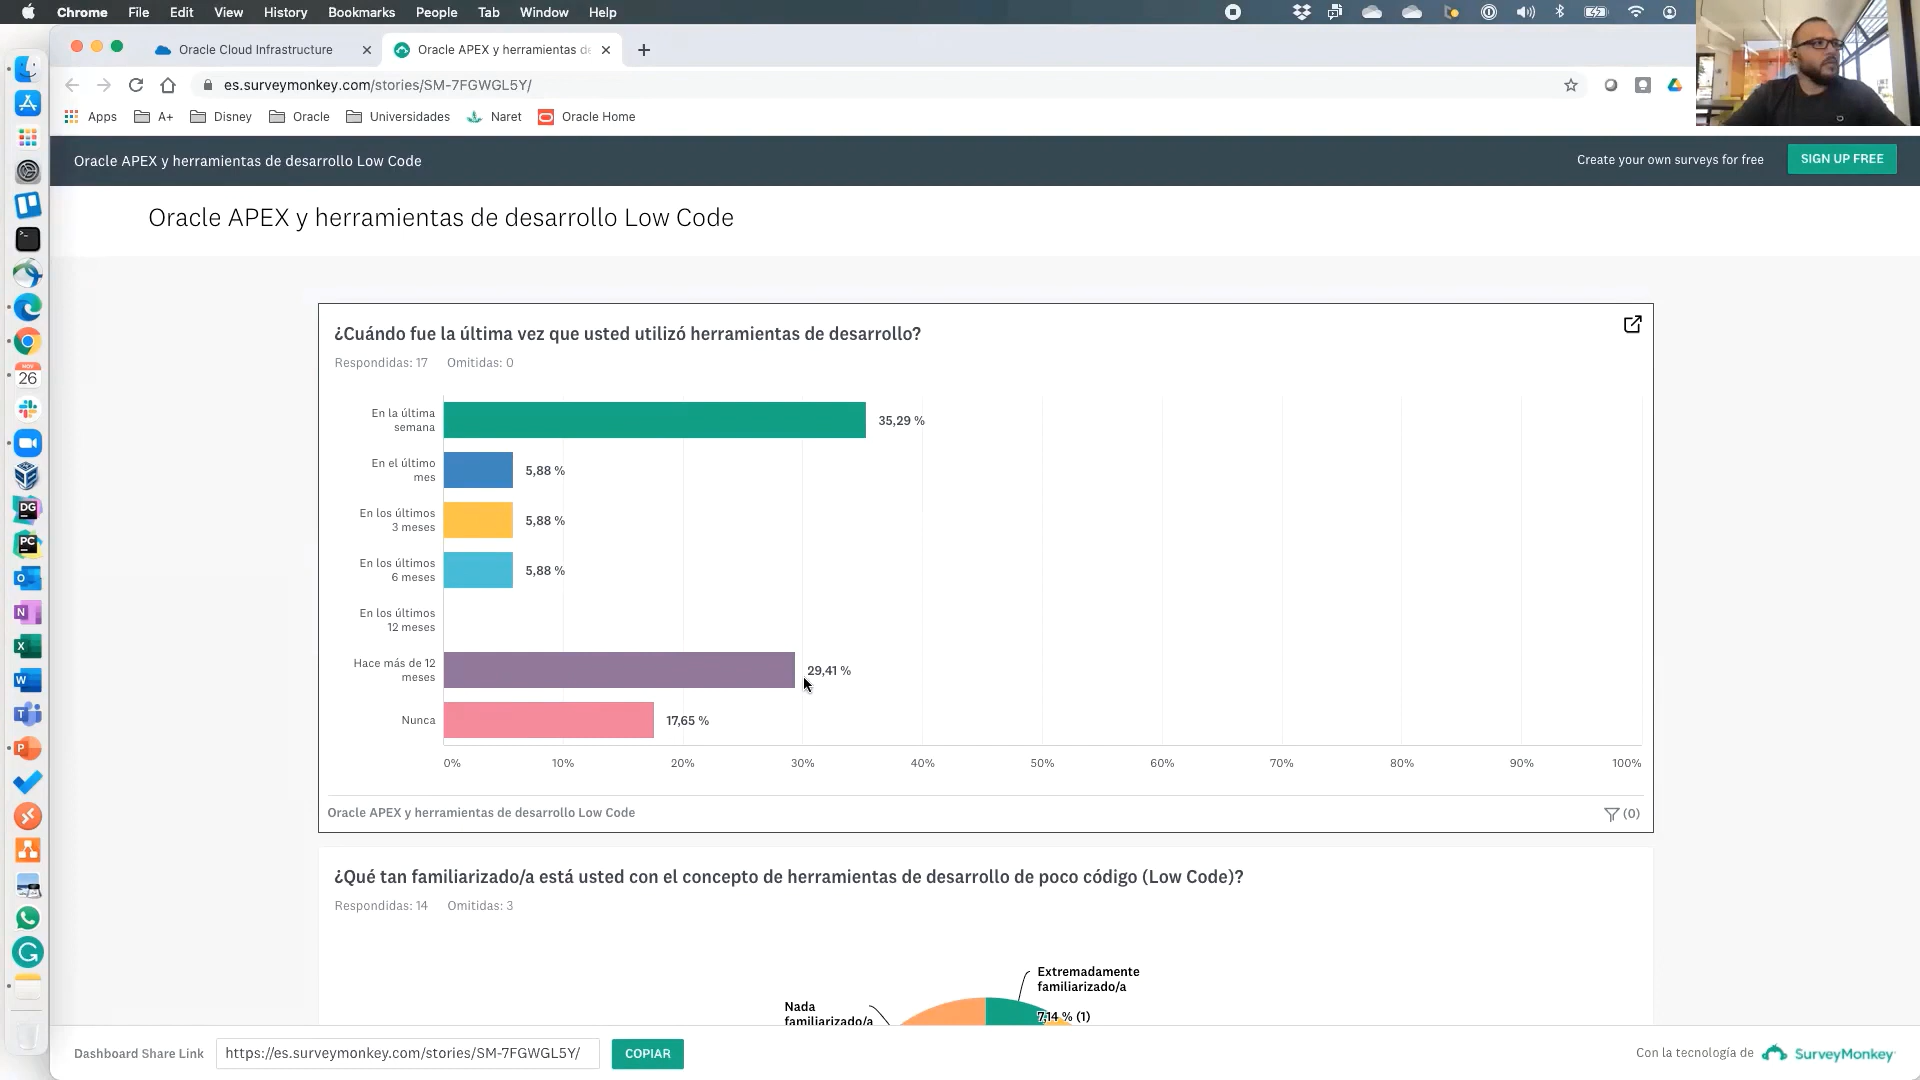 Chrome File Edit View History Bookmarks People Tab Window Help
Oracle Cloud Infrastructure
Oracle APEX y herramientas de
es.surveymonkey.com/stories/SM-7FGWGL5Y/
Apps A+ Disney Oracle Universidades Naret Oracle Home
Oracle APEX y herramientas de desarrollo Low Code
Create your own surveys for free
SIGN UP FREE
Oracle APEX y herramientas de desarrollo Low Code
¿Cuándo fue la última vez que usted utilizó herramientas de desarrollo?
Respondidas: 17 Omitidas: 0
En la última
semana
35,29 %
En el último
mes
5,88 %
En los últimos
3 meses
5,88 %
En los últimos
6 meses
5,88 %
En los últimos
12 meses
Hace más de 12
meses
29,41 %
Nunca
17,65 %
0% 10% 20% 30% 40% 50% 60% 70% 80% 90% 100%
Oracle APEX y herramientas de desarrollo Low Code
(0)
¿Qué tan familiarizado/a está usted con el concepto de herramientas de desarrollo de poco código (Low Code)?
Respondidas: 14 Omitidas: 3
Extremadamente
familiarizado/a
7,14 % (1)
Nada
familiarizado/a
Dashboard Share Link
https://es.surveymonkey.com/stories/SM-7FGWGL5Y/
COPIAR
Con la tecnología de
SurveyMonkey
NOV
26
DG
PC
O
N
X
W
T
P
G